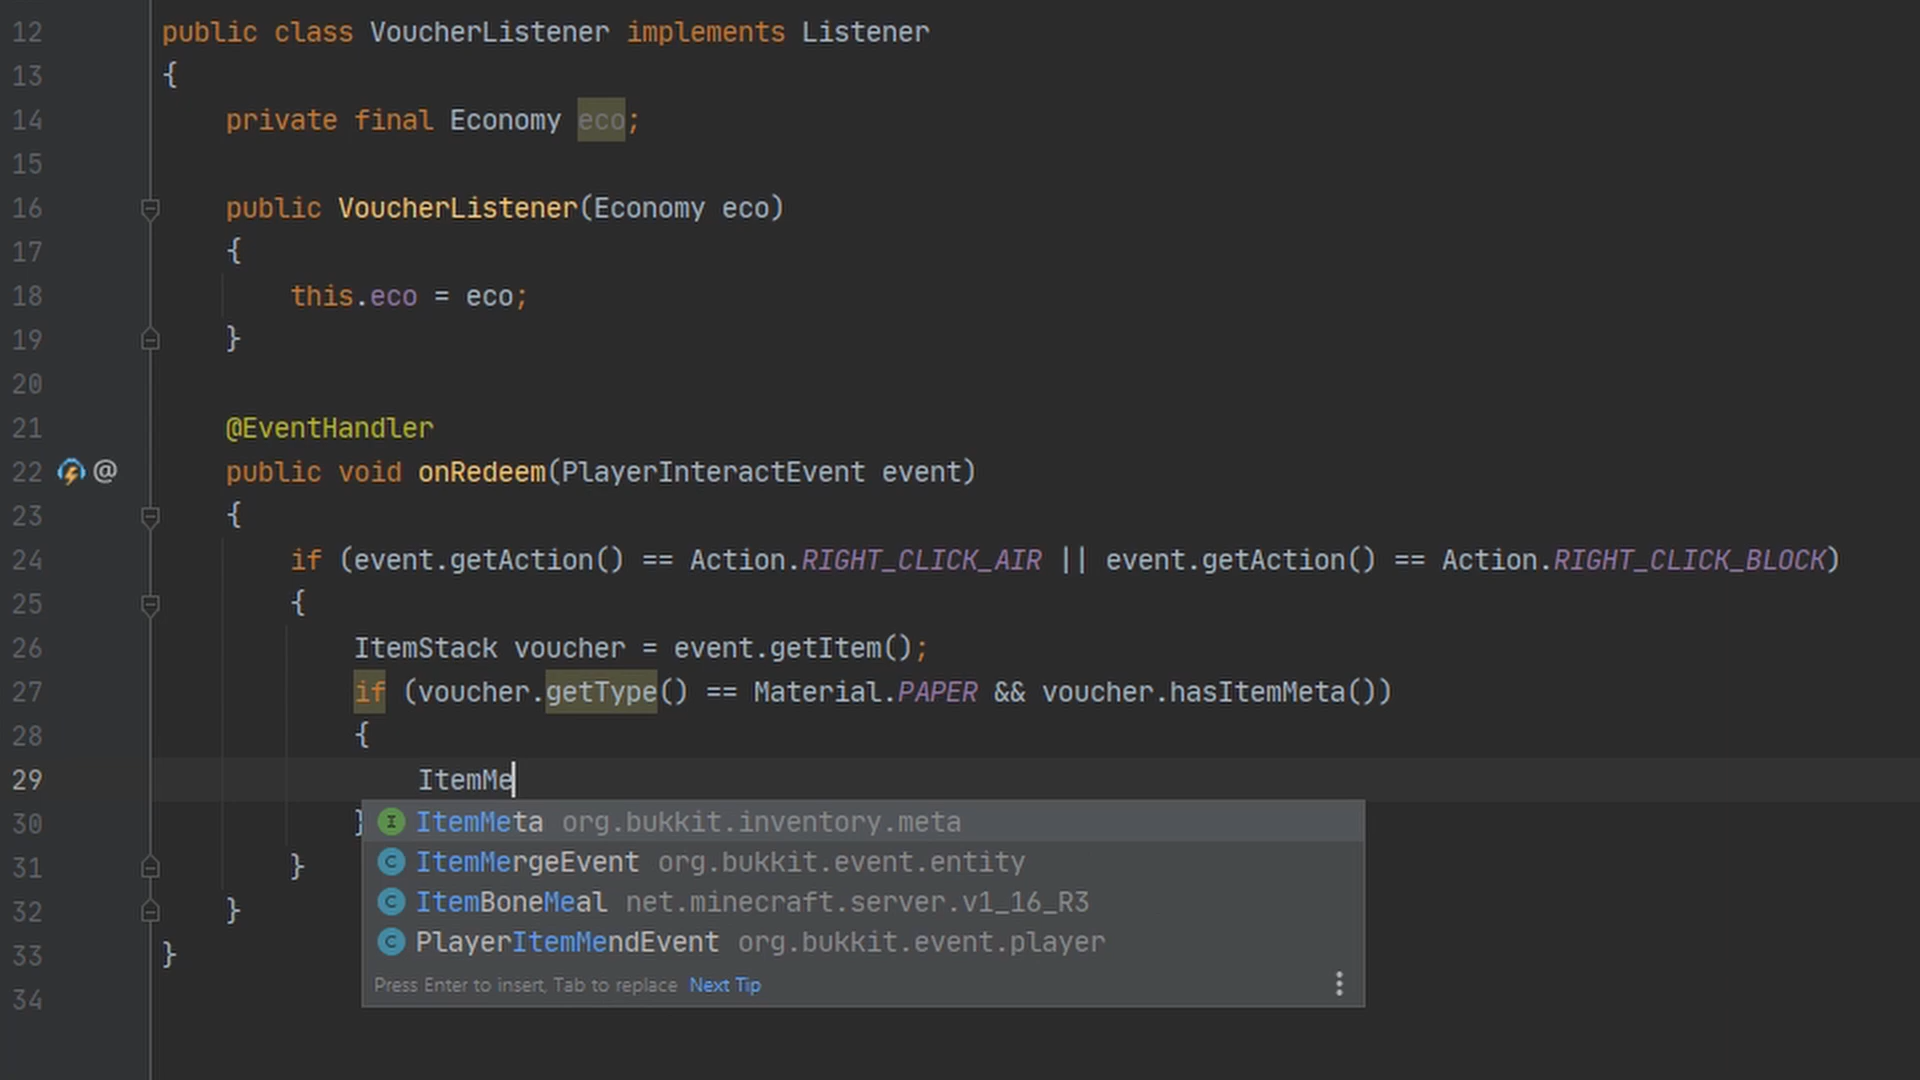 12 public class VoucherListener implements Listener
13 {
14 private final Economy eco;
15
16 public VoucherListener(Economy eco)
17 {
18 this.eco = eco;
19 }
20
21 @EventHandler
22 @ public void onRedeem(PlayerInteractEvent event)
23 {
24 if (event.getAction() == Action.RIGHT_CLICK_AIR || event.getAction() == Action.RIGHT_CLICK_BLOCK)
25 {
26 ItemStack voucher = event.getItem();
27 if (voucher.getType() == Material.PAPER && voucher.hasItemMeta())
28 {
29 ItemMe
30 }
I ItemMeta org.bukkit.inventory.meta
C ItemMergeEvent org.bukkit.event.entity
31 }
C ItemBoneMeal net.minecraft.server.v1_16_R3
32 }
C PlayerItemMendEvent org.bukkit.event.player
33 }
Press Enter to insert, Tab to replace Next Tip
34